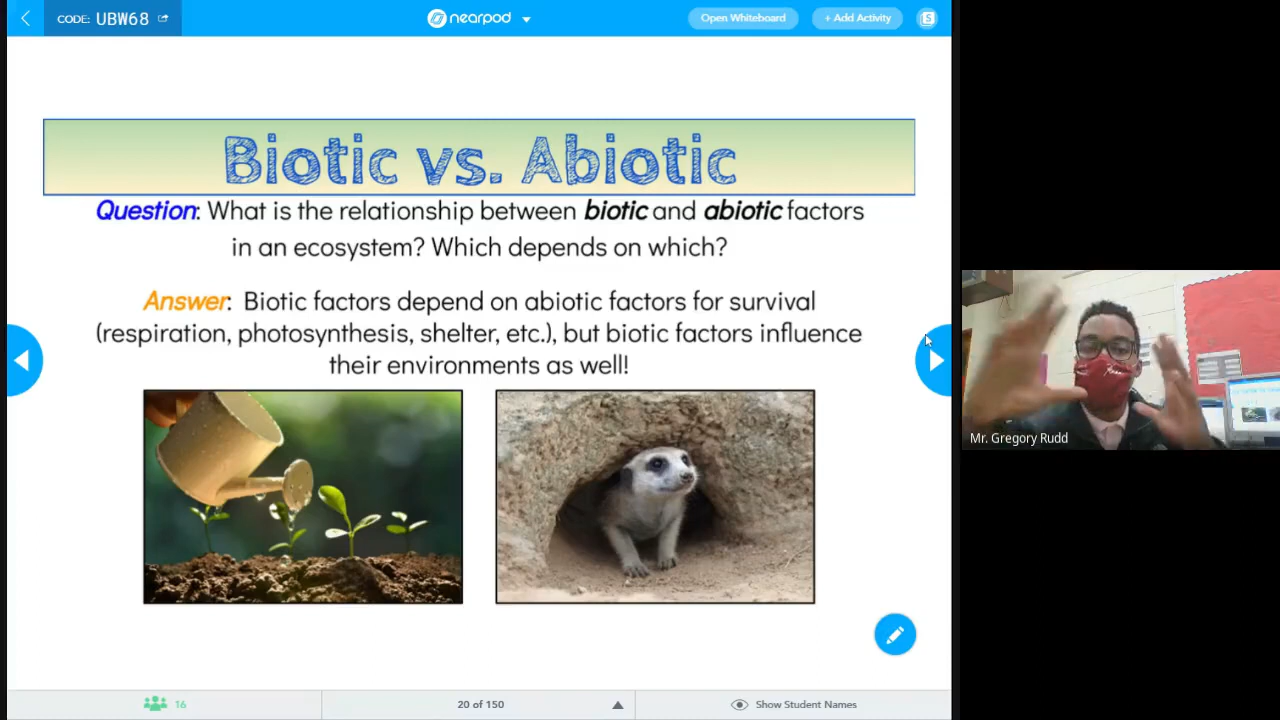 CODE: UBW68
nearpod
Open Whiteboard
+ Add Activity
S
Biotic vs. Abiotic
Question: What is the relationship between biotic and abiotic factors
in an ecosystem? Which depends on which?
Answer: Biotic factors depend on abiotic factors for survival
(respiration, photosynthesis, shelter, etc.), but biotic factors influence
their environments as well!
Mr. Gregory Rudd
16
20 of 150
Show Student Names